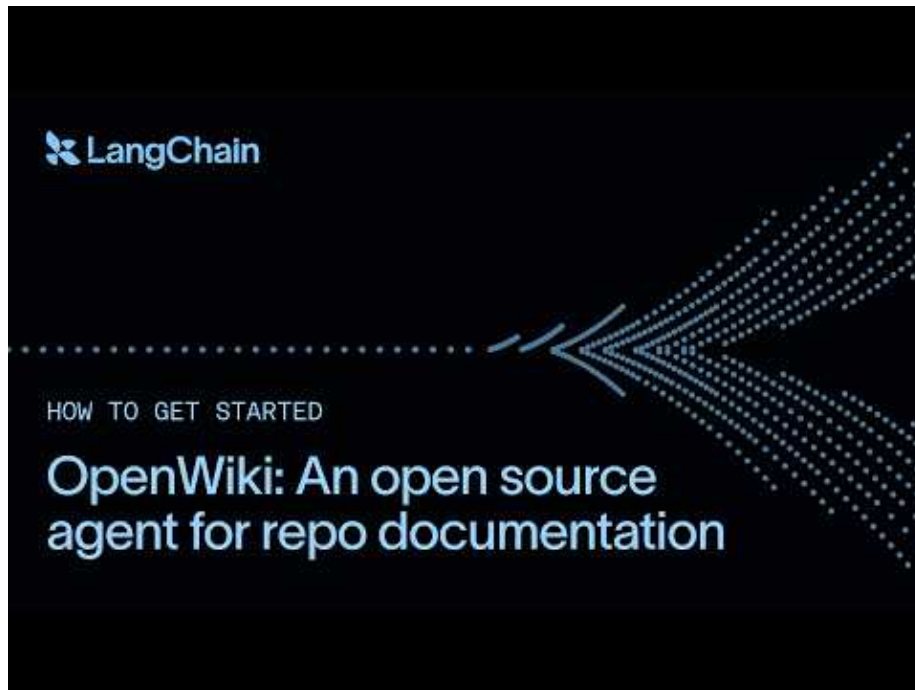 LangChain
HOW TO GET STARTED
OpenWiki: An open source
agent for repo documentation